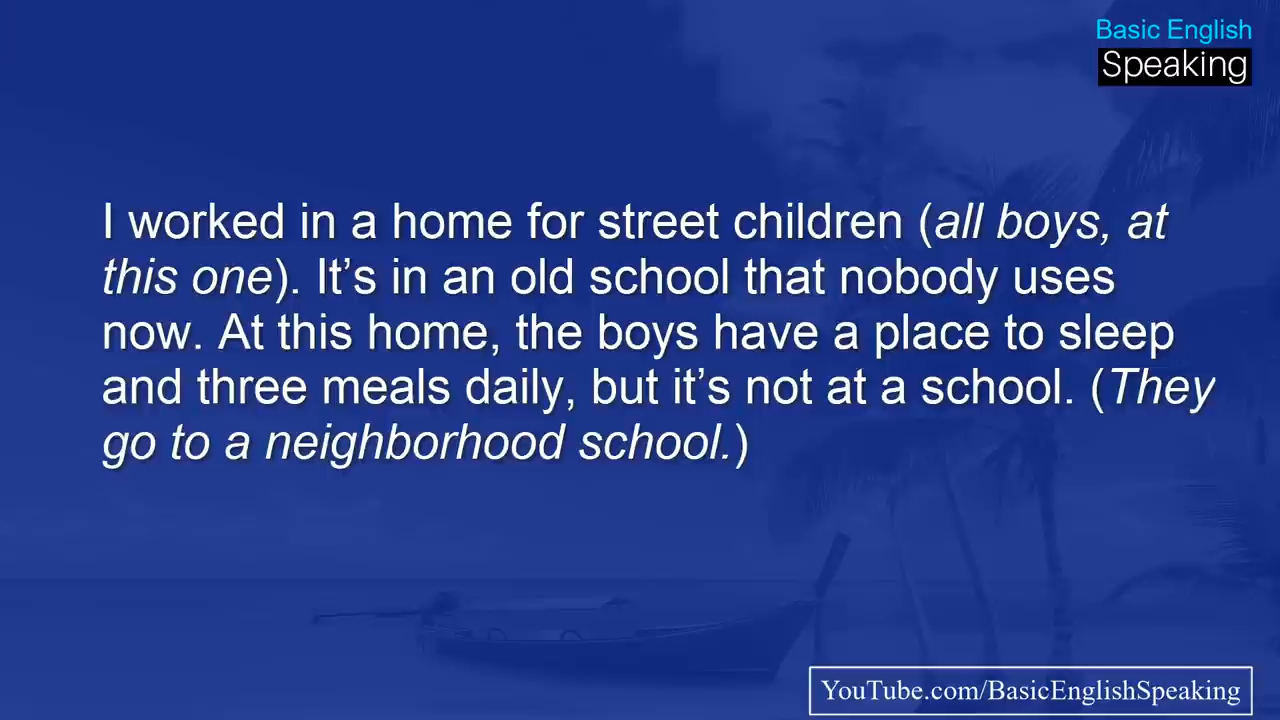 Basic English
Speaking
I worked in a home for street children (all boys, at
this one). It’s in an old school that nobody uses
now. At this home, the boys have a place to sleep
and three meals daily, but it’s not at a school. (They
go to a neighborhood school.)
YouTube.com/BasicEnglishSpeaking